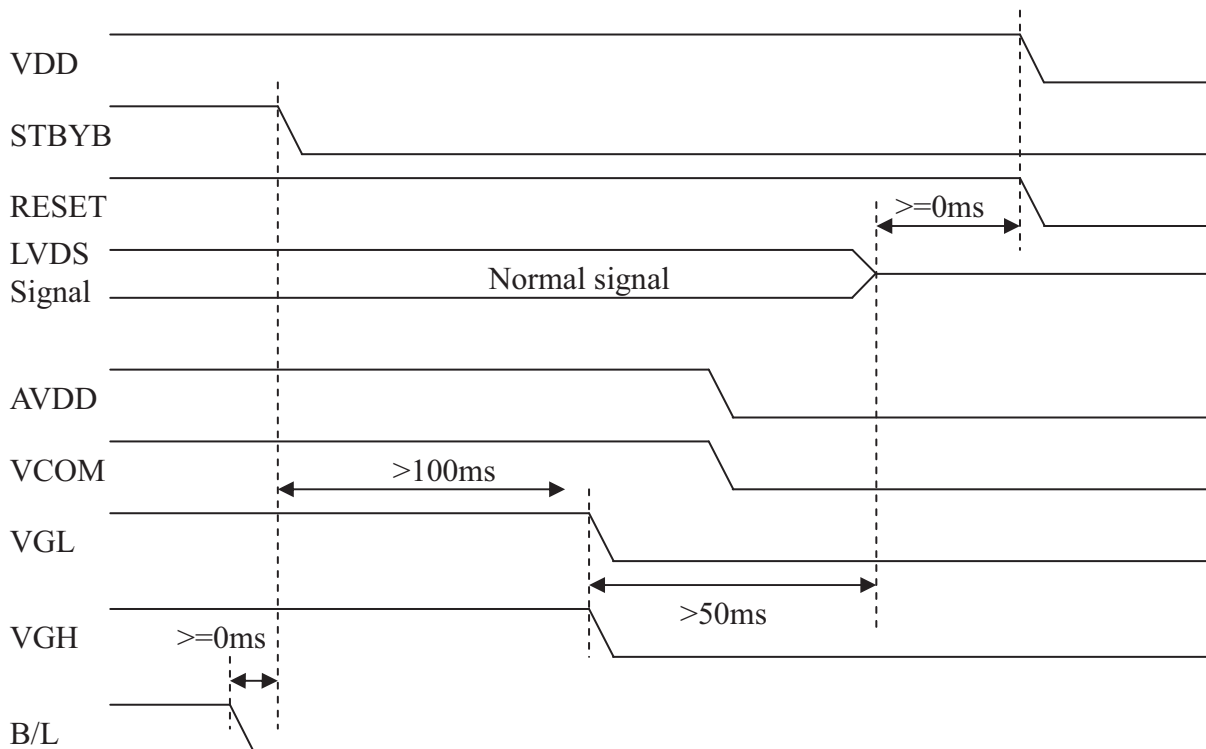 VDD
STBYB
RESET
>=0ms
LVDS
Signal
Normal signal
AVDD
VCOM
>100ms
VGL
>50ms
VGH
>=0ms
B/L